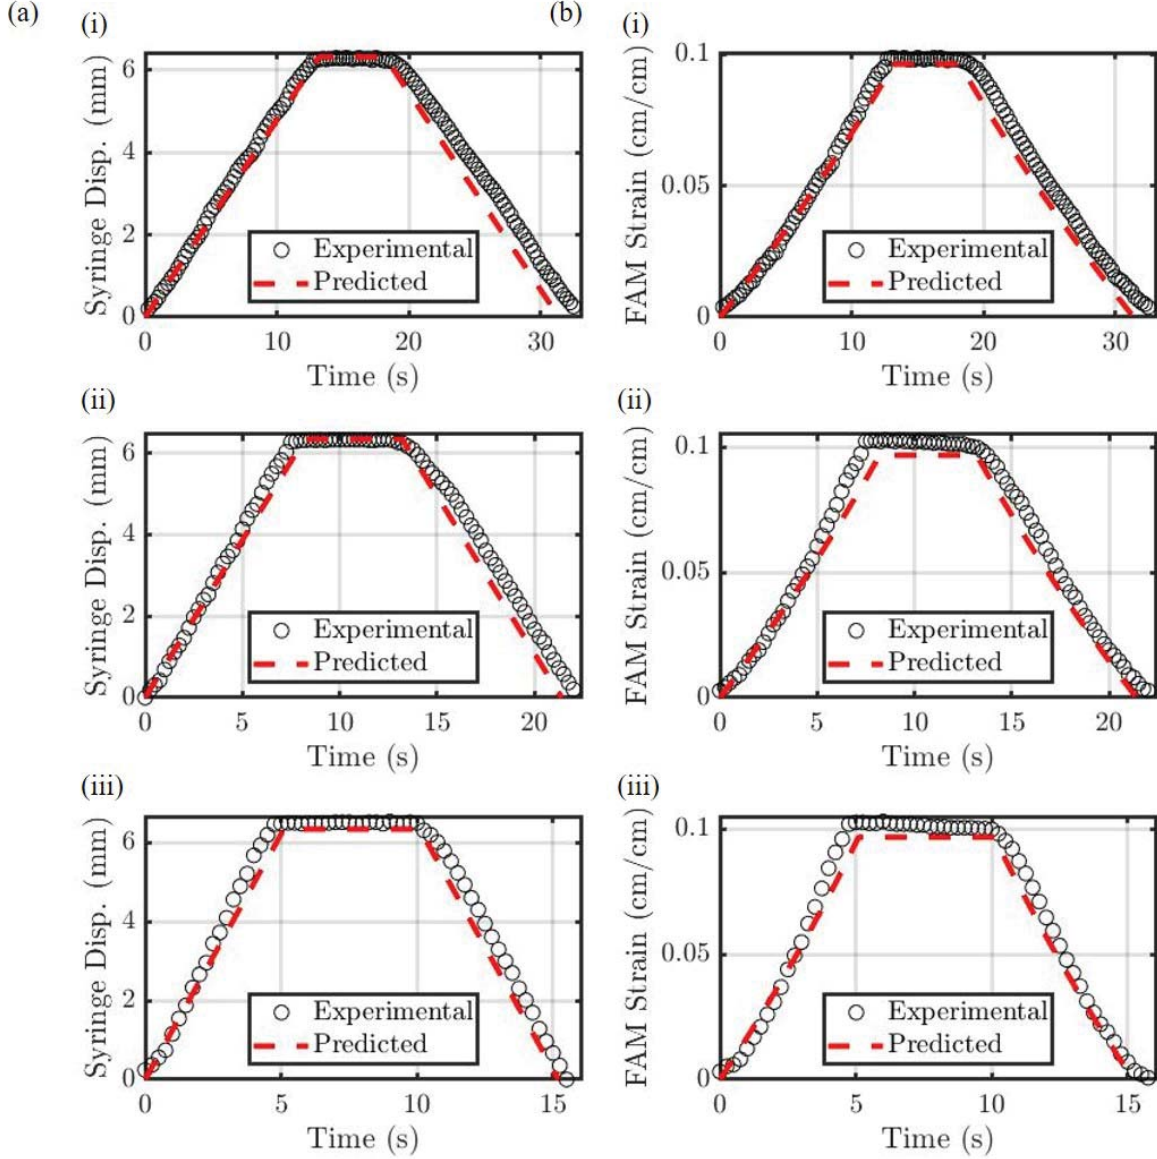 (a)
(i)
(b)
(i)
Syringe Disp. (mm)
6
4
2
0
0 10 20 30
Time (s)
Experimental
Predicted
FAM Strain (cm/cm)
0.1
0.05
0
0 10 20 30
Time (s)
Experimental
Predicted
(ii)
Syringe Disp. (mm)
6
4
2
0
0 5 10 15 20
Time (s)
Experimental
Predicted
(ii)
FAM Strain (cm/cm)
0.1
0.05
0
0 5 10 15 20
Time (s)
Experimental
Predicted
(iii)
Syringe Disp. (mm)
6
4
2
0
0 5 10 15
Time (s)
Experimental
Predicted
(iii)
FAM Strain (cm/cm)
0.1
0.05
0
0 5 10 15
Time (s)
Experimental
Predicted